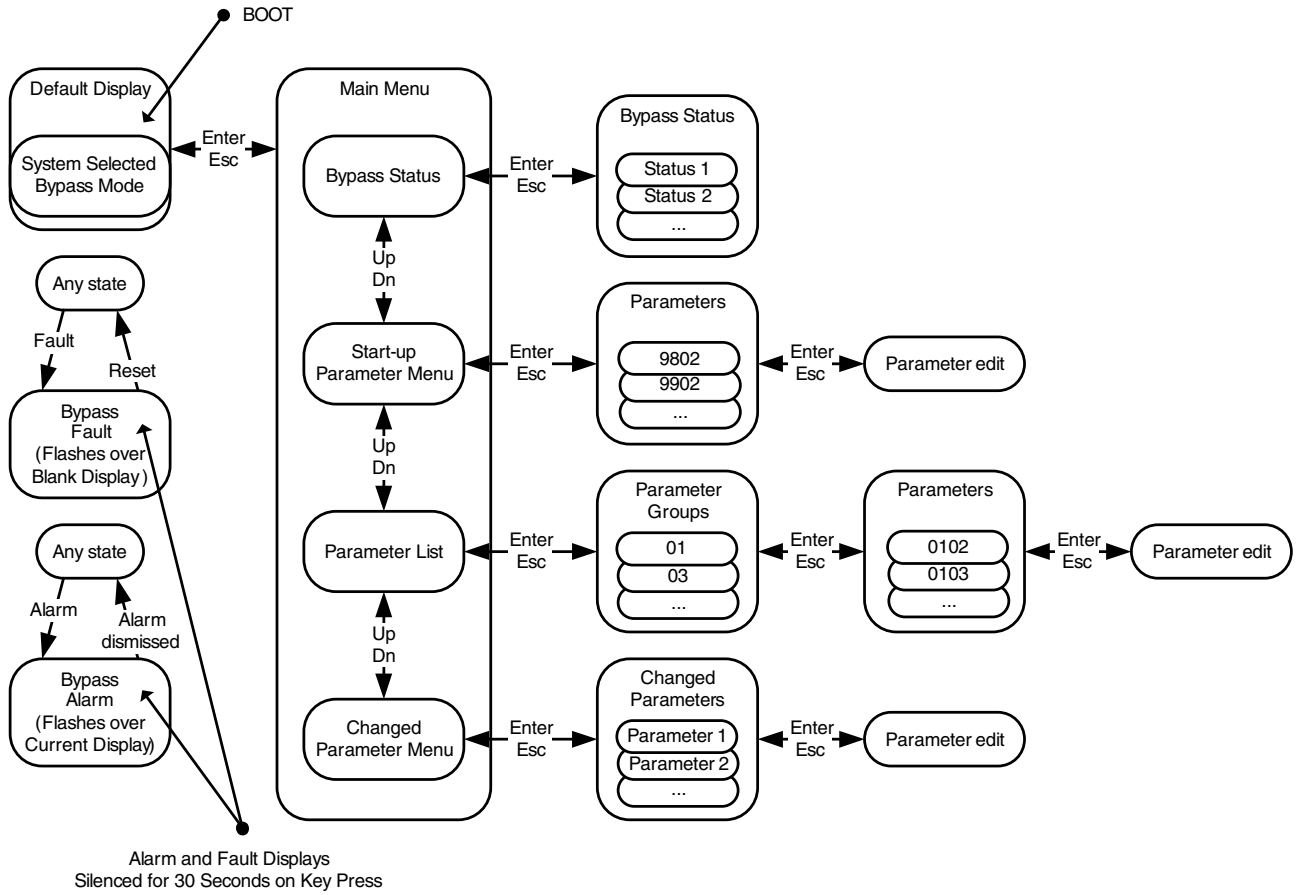 BOOT
Default Display
System Selected
Bypass Mode
Enter
Esc
Main Menu
Bypass Status
Enter
Esc
Bypass Status
Status 1
Status 2
...
Up
Dn
Start-up
Parameter Menu
Enter
Esc
Parameters
9802
9902
...
Enter
Esc
Parameter edit
Up
Dn
Parameter List
Enter
Esc
Parameter
Groups
01
03
...
Enter
Esc
Parameters
0102
0103
...
Enter
Esc
Parameter edit
Up
Dn
Changed
Parameter Menu
Enter
Esc
Changed
Parameters
Parameter 1
Parameter 2
...
Enter
Esc
Parameter edit
Any state
Fault
Reset
Bypass
Fault
(Flashes over
Blank Display)
Any state
Alarm
Alarm
dismissed
Bypass
Alarm
(Flashes over
Current Display)
Alarm and Fault Displays
Silenced for 30 Seconds on Key Press